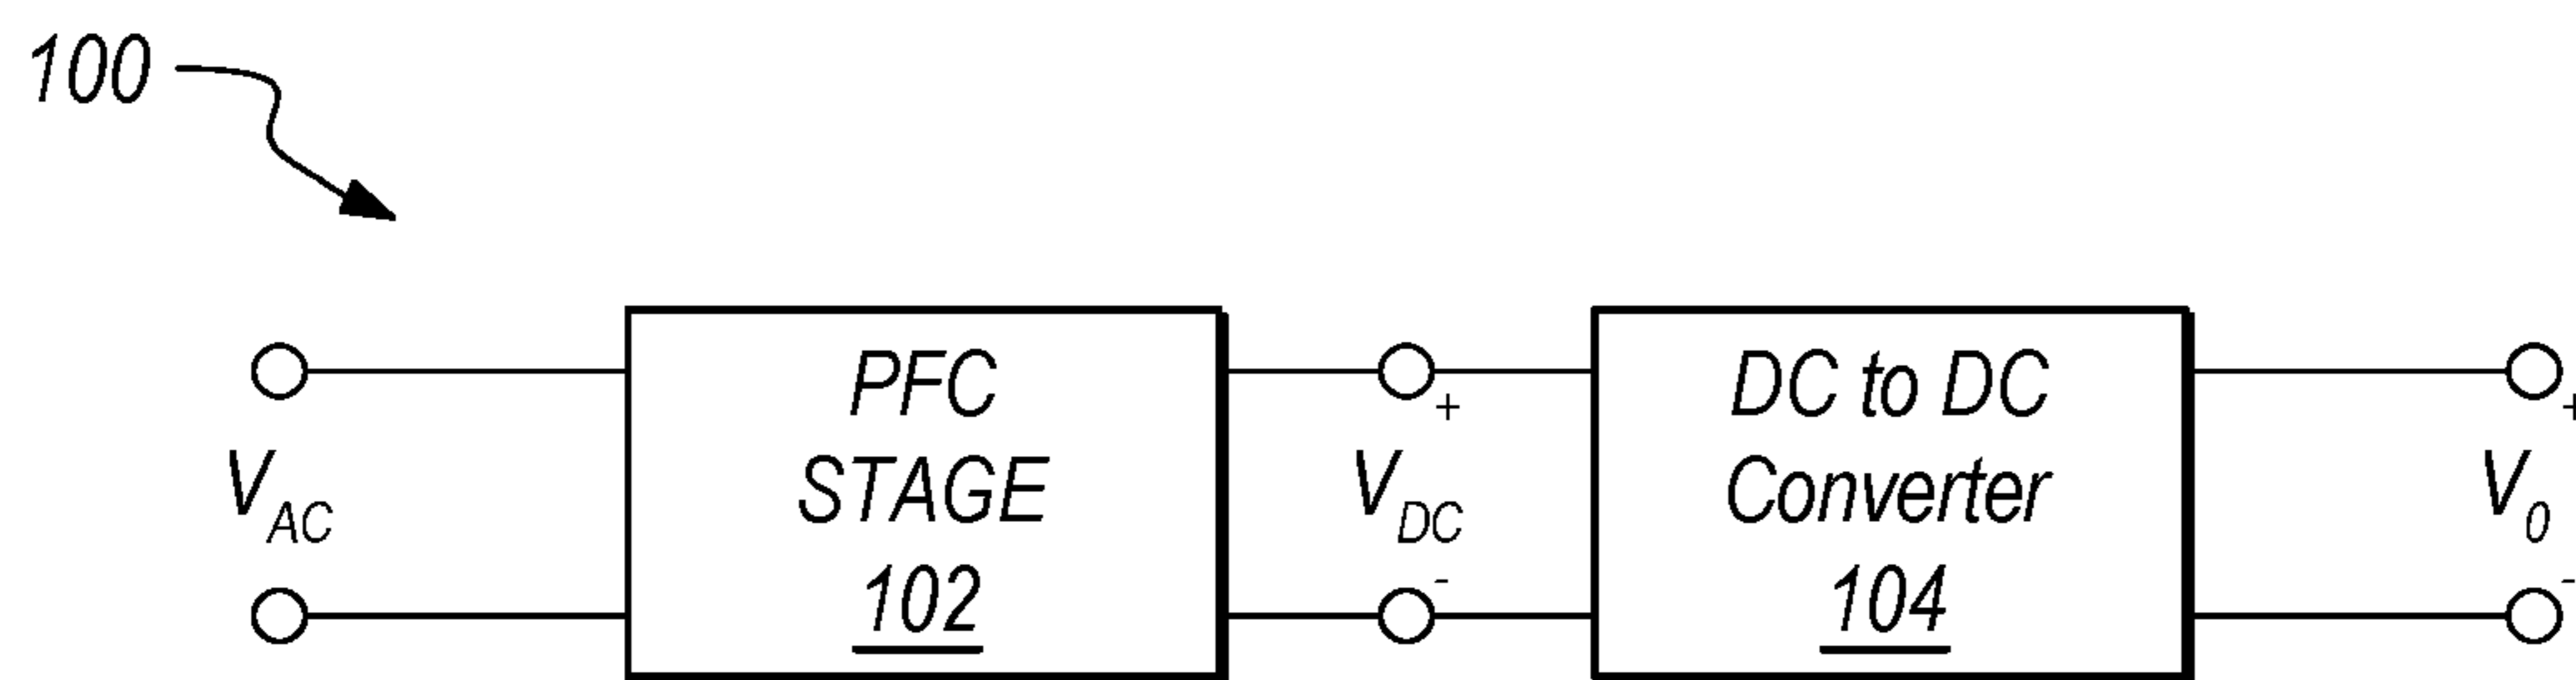 100
PFC
STAGE
102
DC to DC
Converter
104
V_AC
+
V_DC
-
+
V_0
-